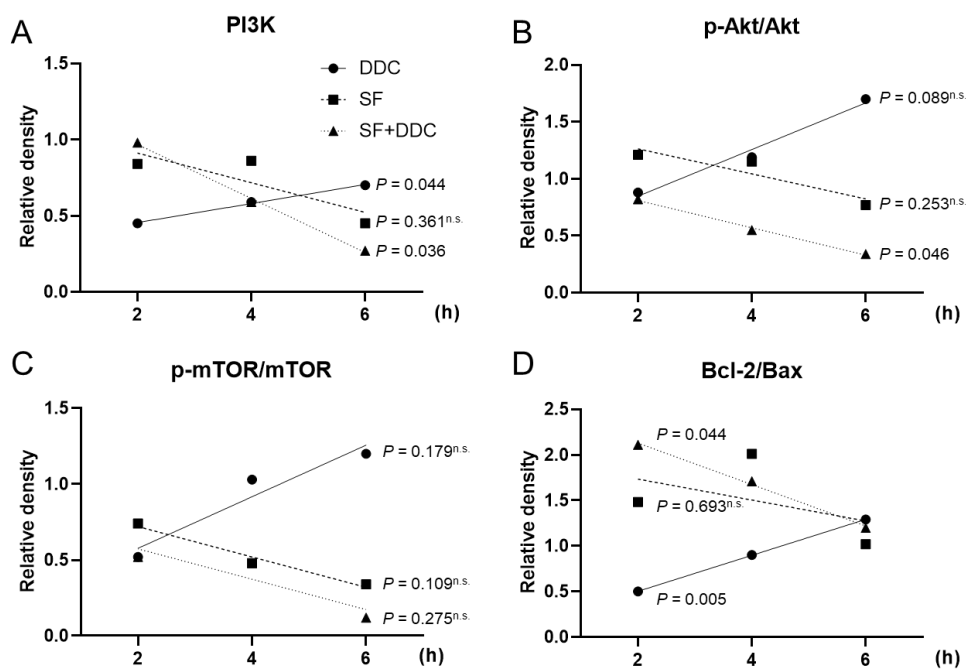 A
PI3K
Relative density
1.5
1.0
0.5
0.0
2
4
6
(h)
DDC
SF
SF+DDC
P = 0.044
P = 0.361n.s.
P = 0.036
B
p-Akt/Akt
Relative density
2.0
1.5
1.0
0.5
0.0
2
4
6
(h)
P = 0.089n.s.
P = 0.253n.s.
P = 0.046
C
p-mTOR/mTOR
Relative density
1.5
1.0
0.5
0.0
2
4
6
(h)
P = 0.179n.s.
P = 0.109n.s.
P = 0.275n.s.
D
Bcl-2/Bax
Relative density
2.5
2.0
1.5
1.0
0.5
0.0
2
4
6
(h)
P = 0.044
P = 0.693n.s.
P = 0.005